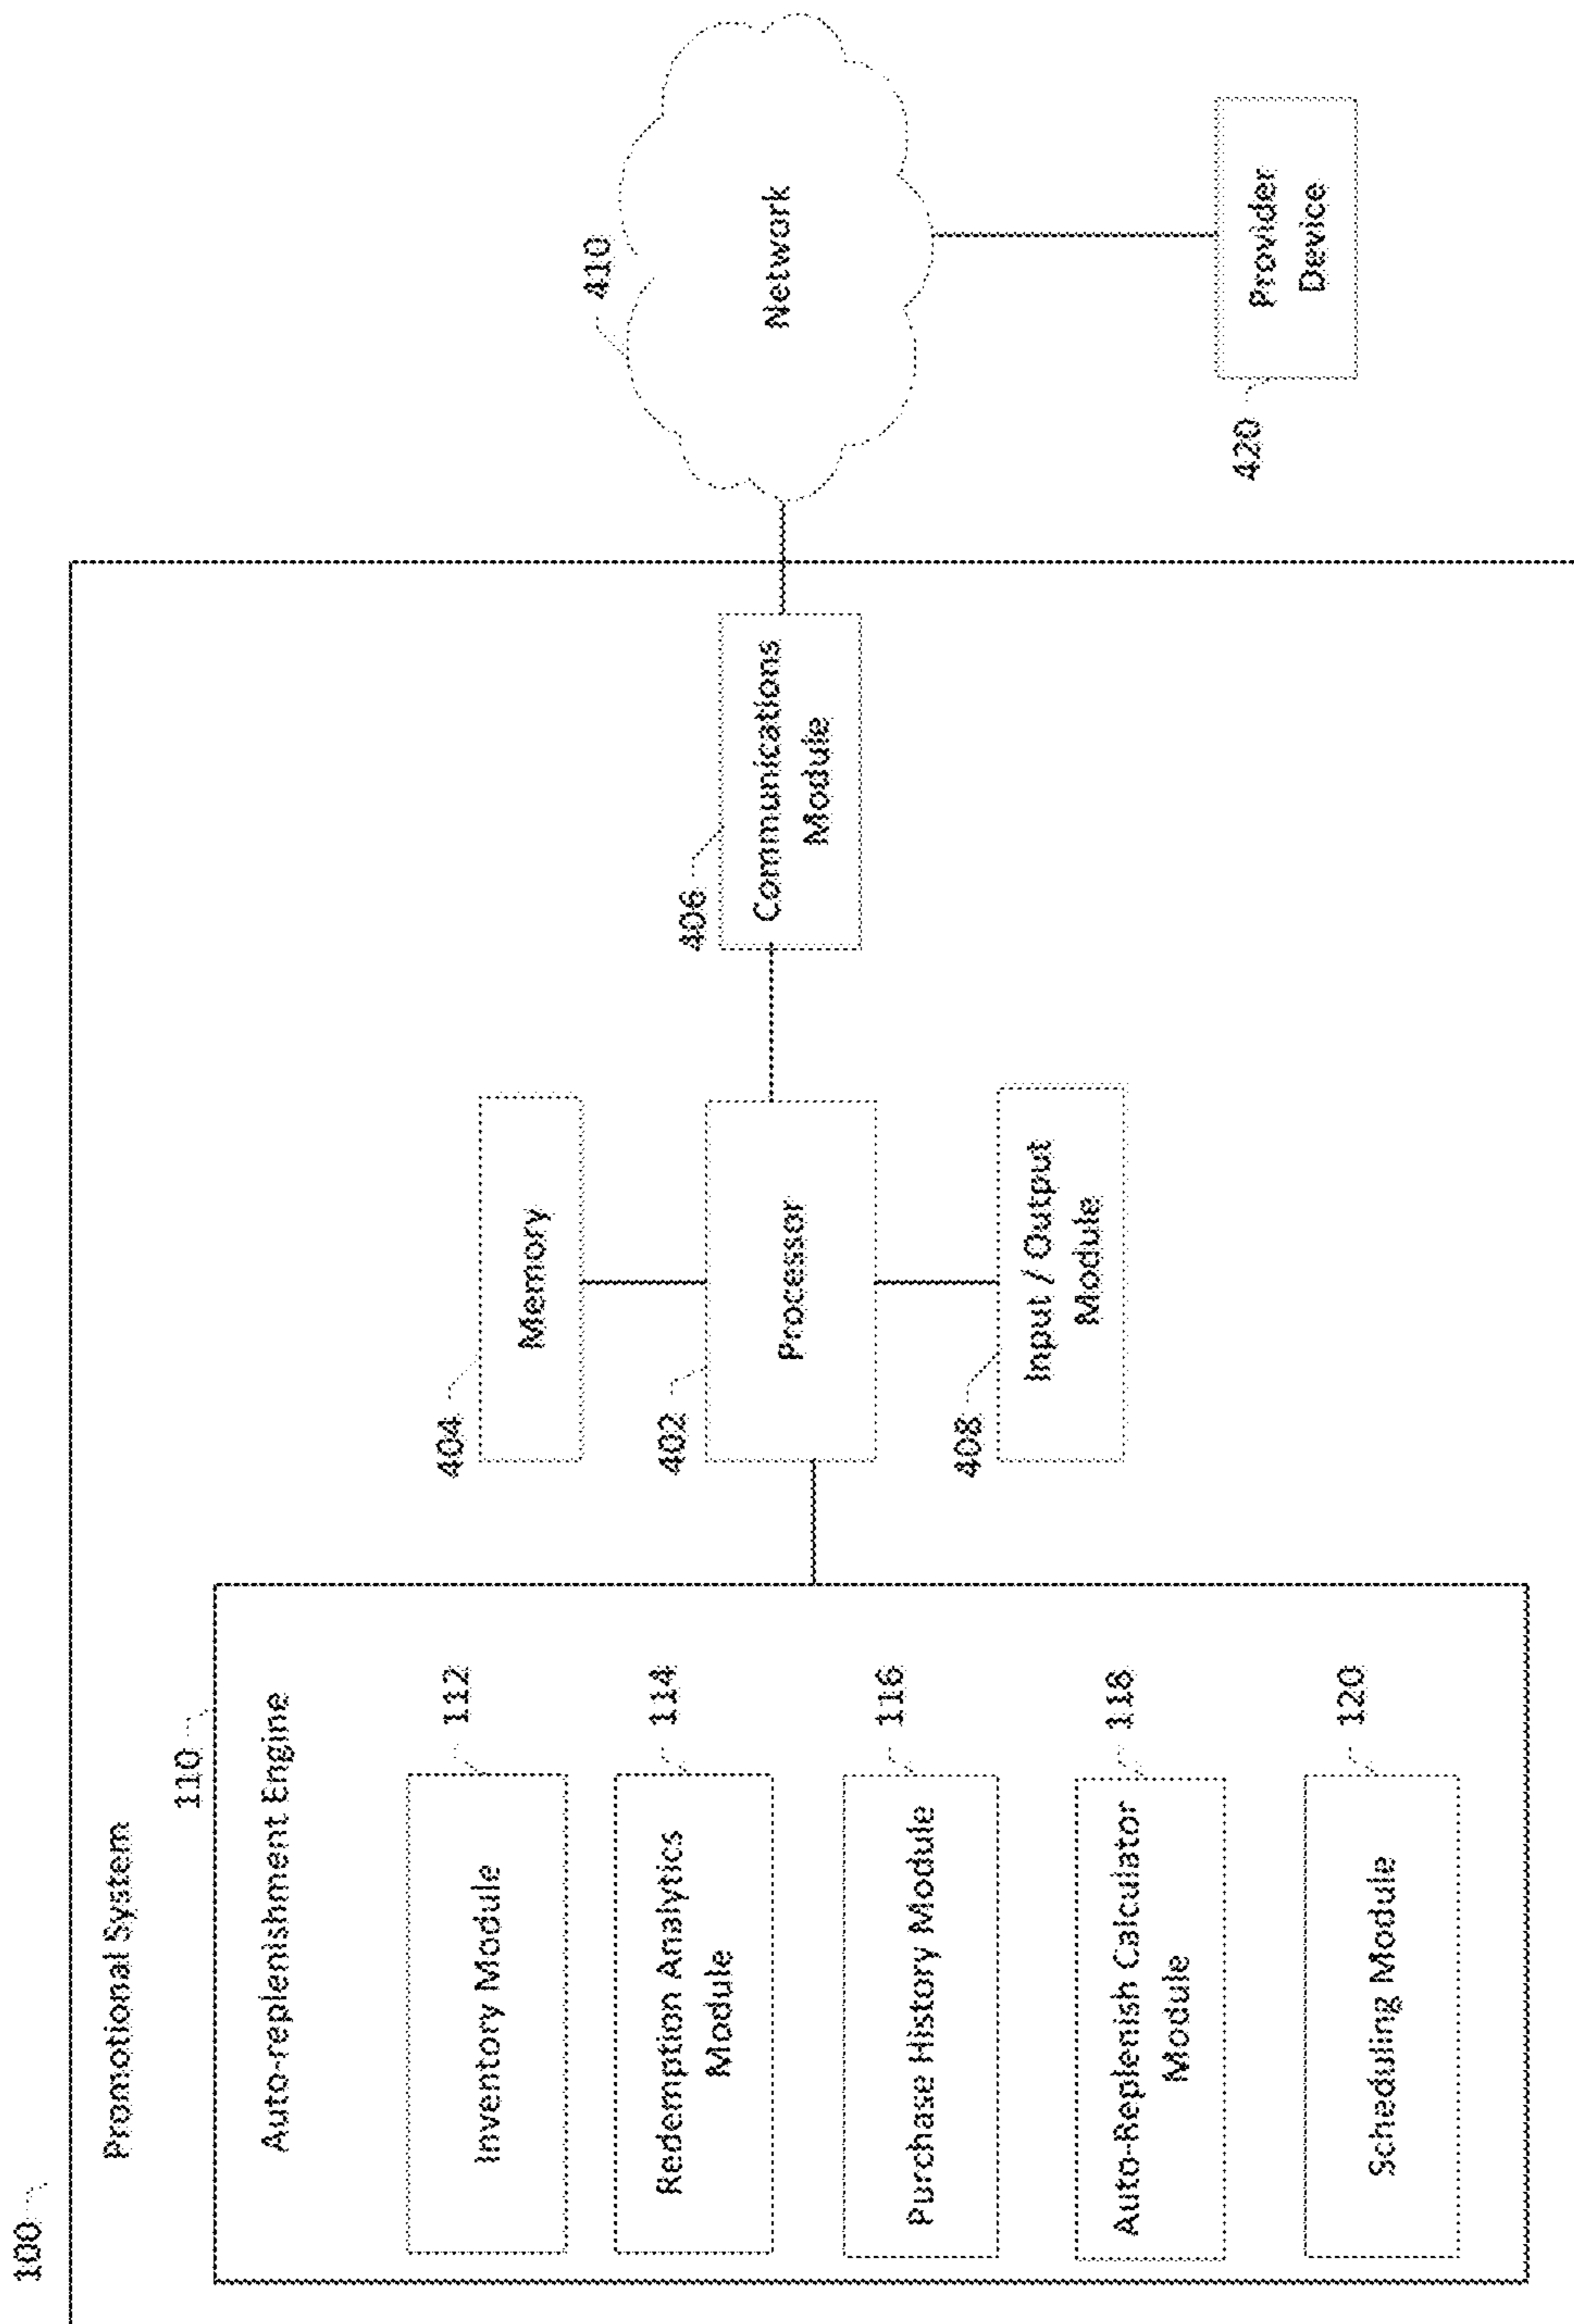 100
Promotional System
110
Auto-replenishment Engine
Inventory Module
112
Redemption Analytics
Module
114
Purchase History Module
116
Auto-Replenish Calculator
Module
118
Scheduling Module
120
404
Memory
402
Processor
408
Input / Output
Module
406
Communications
Module
410
Network
420
Provider
Device